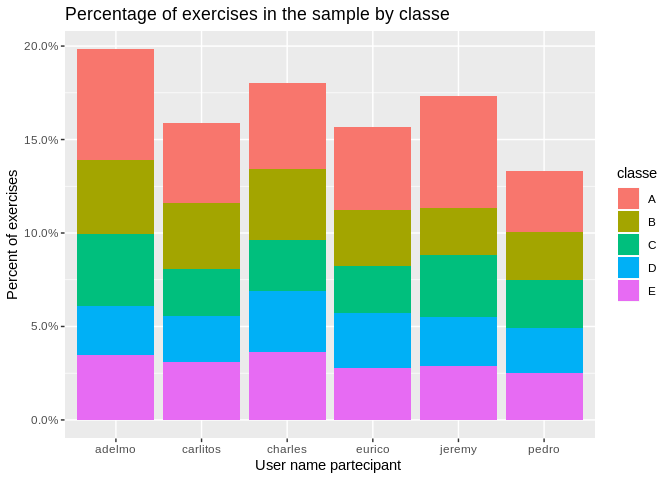 Percentage of exercises in the sample by classe
Percent of exercises
20.0%
15.0%
10.0%
5.0%
0.0%
adelmo carlitos charles eurico jeremy pedro
User name partecipant
classe
A
B
C
D
E